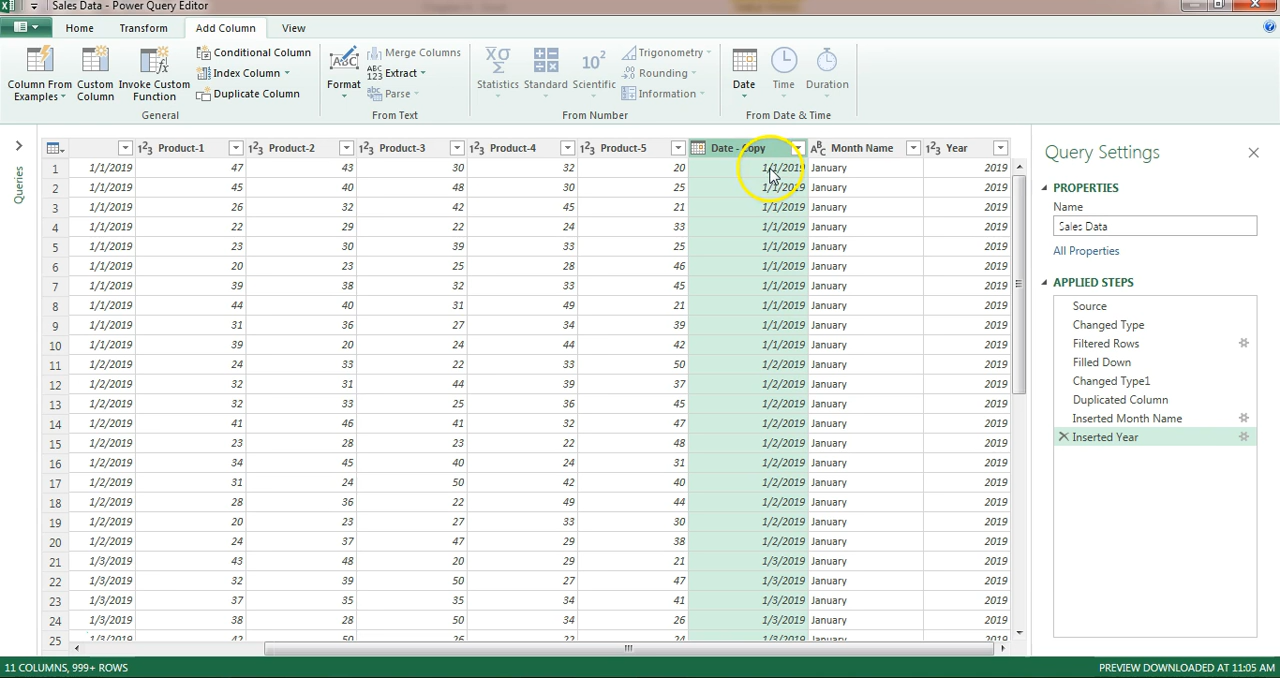 Sales Data - Power Query Editor
Home Transform Add Column View
Column From Examples
Custom Column
Invoke Custom Function
Conditional Column
Index Column
Duplicate Column
General
Format
Merge Columns
Extract
Parse
From Text
Statistics
Standard
Scientific
Trigonometry
Rounding
Information
From Number
Date
Time
Duration
From Date & Time
Queries
Product-1 Product-2 Product-3 Product-4 Product-5 Date - Copy Month Name Year
1 1/1/2019 47 43 30 32 20 1/1/2019 January 2019
2 1/1/2019 45 40 48 30 25 1/1/2019 January 2019
3 1/1/2019 26 32 42 45 21 1/1/2019 January 2019
4 1/1/2019 22 29 22 24 33 1/1/2019 January 2019
5 1/1/2019 23 30 39 33 25 1/1/2019 January 2019
6 1/1/2019 20 23 25 28 46 1/1/2019 January 2019
7 1/1/2019 39 38 32 33 45 1/1/2019 January 2019
8 1/1/2019 44 40 31 49 21 1/1/2019 January 2019
9 1/1/2019 31 36 27 34 39 1/1/2019 January 2019
10 1/1/2019 39 20 24 44 42 1/1/2019 January 2019
11 1/2/2019 24 33 22 33 50 1/2/2019 January 2019
12 1/2/2019 32 31 44 39 37 1/2/2019 January 2019
13 1/2/2019 32 33 25 36 45 1/2/2019 January 2019
14 1/2/2019 41 46 41 32 47 1/2/2019 January 2019
15 1/2/2019 23 28 23 22 48 1/2/2019 January 2019
16 1/2/2019 34 45 40 24 31 1/2/2019 January 2019
17 1/2/2019 31 24 50 42 40 1/2/2019 January 2019
18 1/2/2019 28 36 22 49 44 1/2/2019 January 2019
19 1/2/2019 20 23 27 33 30 1/2/2019 January 2019
20 1/2/2019 24 37 47 29 38 1/2/2019 January 2019
21 1/3/2019 43 48 20 29 21 1/3/2019 January 2019
22 1/3/2019 32 39 50 27 47 1/3/2019 January 2019
23 1/3/2019 37 35 35 34 41 1/3/2019 January 2019
24 1/3/2019 38 28 50 34 26 1/3/2019 January 2019
25 1/3/2019 42 50 26 22 24 1/3/2019 January 2019
Query Settings
PROPERTIES
Name
Sales Data
All Properties
APPLIED STEPS
Source
Changed Type
Filtered Rows
Filled Down
Changed Type1
Duplicated Column
Inserted Month Name
Inserted Year
11 COLUMNS, 999+ ROWS
PREVIEW DOWNLOADED AT 11:05 AM